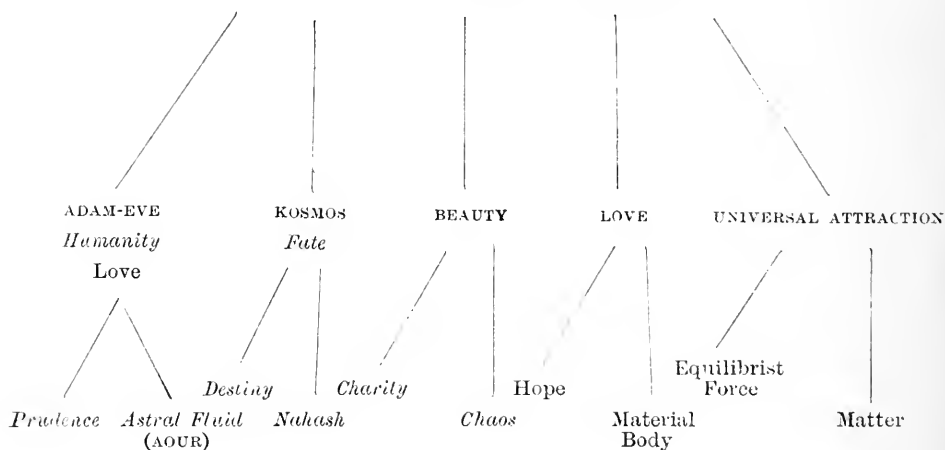 ADAM-EVE KOSMOS BEAUTY LOVE UNIVERSAL ATTRACTION
Humanity Fate
Love
Equilibrist
Destiny Charity Hope Force
Prudence Astral Fluid Nahash Chaos Material Matter
(AOUR) Body